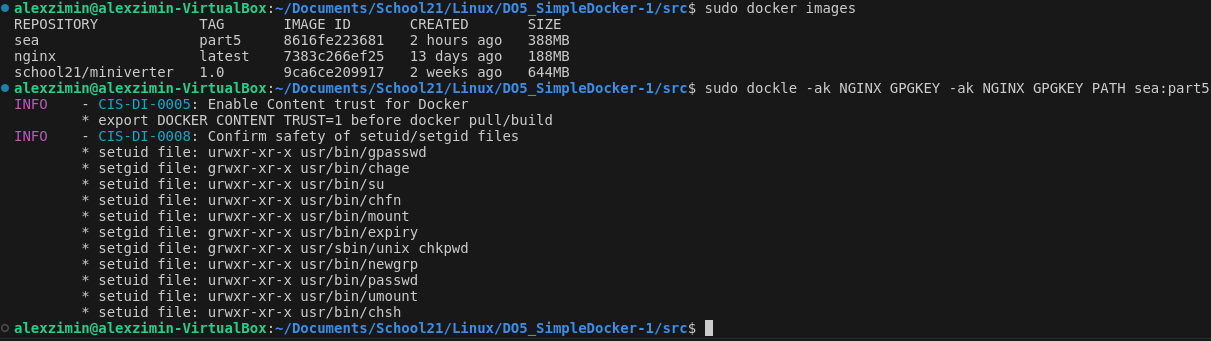 alexzimin@alexzimin-VirtualBox:~/Documents/School21/Linux/DO5_SimpleDocker-1/src$ sudo docker images
REPOSITORY TAG IMAGE ID CREATED SIZE
sea part5 8616fe223681 2 hours ago 388MB
nginx latest 7383c266ef25 13 days ago 188MB
school21/miniverter 1.0 9ca6ce209917 2 weeks ago 644MB
alexzimin@alexzimin-VirtualBox:~/Documents/School21/Linux/DO5_SimpleDocker-1/src$ sudo dockle -ak NGINX GPGKEY -ak NGINX GPGKEY PATH sea:part5
INFO - CIS-DI-0005: Enable Content trust for Docker
* export DOCKER CONTENT TRUST=1 before docker pull/build
INFO - CIS-DI-0008: Confirm safety of setuid/setgid files
* setuid file: urwxr-xr-x usr/bin/gpasswd
* setgid file: grwxr-xr-x usr/bin/chage
* setuid file: urwxr-xr-x usr/bin/su
* setuid file: urwxr-xr-x usr/bin/chfn
* setuid file: urwxr-xr-x usr/bin/mount
* setgid file: grwxr-xr-x usr/bin/expiry
* setgid file: grwxr-xr-x usr/sbin/unix chkpwd
* setuid file: urwxr-xr-x usr/bin/newgrp
* setuid file: urwxr-xr-x usr/bin/passwd
* setuid file: urwxr-xr-x usr/bin/umount
* setuid file: urwxr-xr-x usr/bin/chsh
alexzimin@alexzimin-VirtualBox:~/Documents/School21/Linux/DO5_SimpleDocker-1/src$